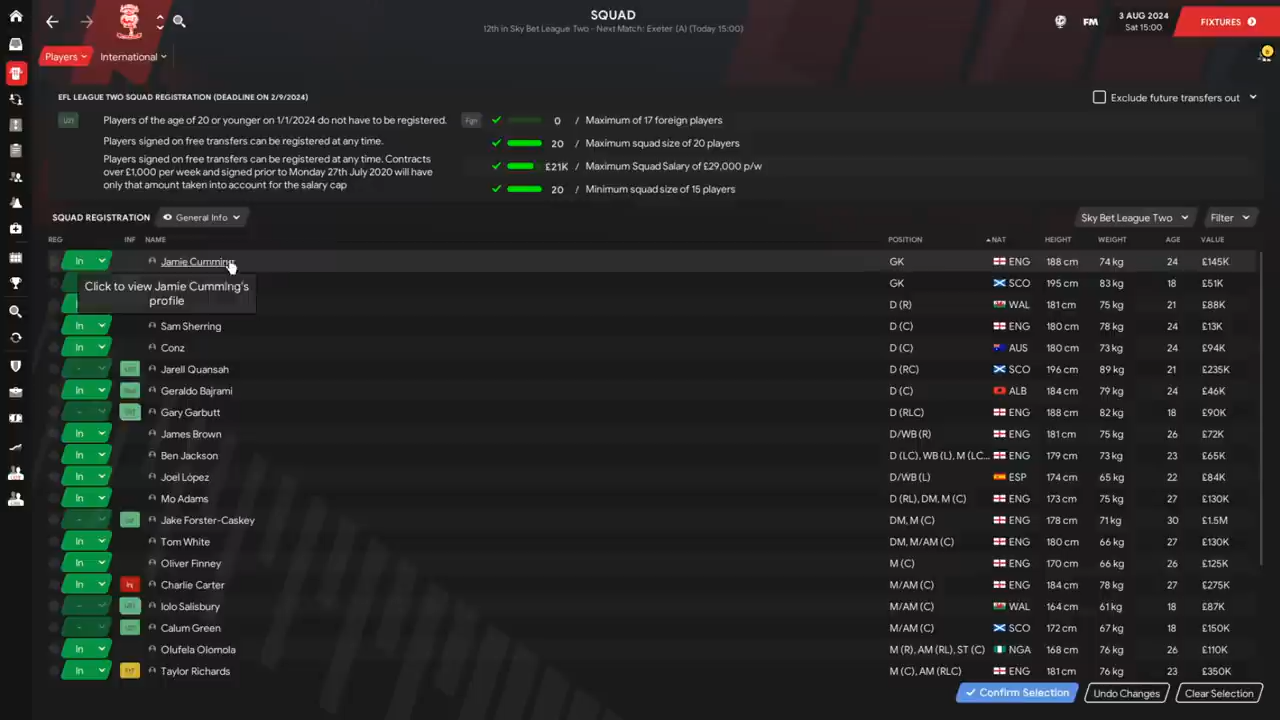 SQUAD
12th in Sky Bet League Two - Next Match: Exeter (A) (Today 15:00)
FM
3 AUG 2024
Sat 15:00
FIXTURES
Players
International
EFL LEAGUE TWO SQUAD REGISTRATION (DEADLINE ON 2/9/2024)
Exclude future transfers out
U21 Players of the age of 20 or younger on 1/1/2024 do not have to be registered.
Fgn 0 / Maximum of 17 foreign players
Players signed on free transfers can be registered at any time.
20 / Maximum squad size of 20 players
Players signed on free transfers can be registered at any time. Contracts
over £1,000 per week and signed prior to Monday 27th July 2020 will have
only that amount taken into account for the salary cap
£21K / Maximum Squad Salary of £29,000 p/w
20 / Minimum squad size of 15 players
SQUAD REGISTRATION General Info Sky Bet League Two Filter
REG INF NAME POSITION NAT HEIGHT WEIGHT AGE VALUE
In Jamie Cumming GK ENG 188 cm 74 kg 24 £145K
Click to view Jamie Cumming's
profile
GK SCO 195 cm 83 kg 18 £51K
D (R) WAL 181 cm 75 kg 21 £88K
In Sam Sherring D (C) ENG 180 cm 78 kg 24 £13K
In Conz D (C) AUS 180 cm 73 kg 24 £94K
- Jarell Quansah D (RC) SCO 196 cm 89 kg 21 £235K
In Geraldo Bajrami D (C) ALB 184 cm 79 kg 24 £46K
- Gary Garbutt D (RLC) ENG 188 cm 82 kg 18 £90K
In James Brown D/WB (R) ENG 181 cm 75 kg 26 £72K
In Ben Jackson D (LC), WB (L), M (LC... ENG 179 cm 73 kg 23 £65K
In Joel López D/WB (L) ESP 174 cm 65 kg 22 £84K
In Mo Adams D (RL), DM, M (C) ENG 173 cm 75 kg 27 £130K
- Jake Forster-Caskey DM, M (C) ENG 178 cm 71 kg 30 £1.5M
In Tom White DM, M/AM (C) ENG 180 cm 66 kg 27 £130K
In Oliver Finney M (C) ENG 170 cm 66 kg 26 £125K
In Charlie Carter M/AM (C) ENG 184 cm 78 kg 27 £275K
- Iolo Salisbury M/AM (C) WAL 164 cm 61 kg 18 £87K
- Calum Green M/AM (C) SCO 172 cm 67 kg 18 £150K
In Olufela Olomola M (R), AM (RL), ST (C) NGA 168 cm 76 kg 26 £110K
In Taylor Richards M (C), AM (RLC) ENG 181 cm 76 kg 23 £350K
Confirm Selection Undo Changes Clear Selection